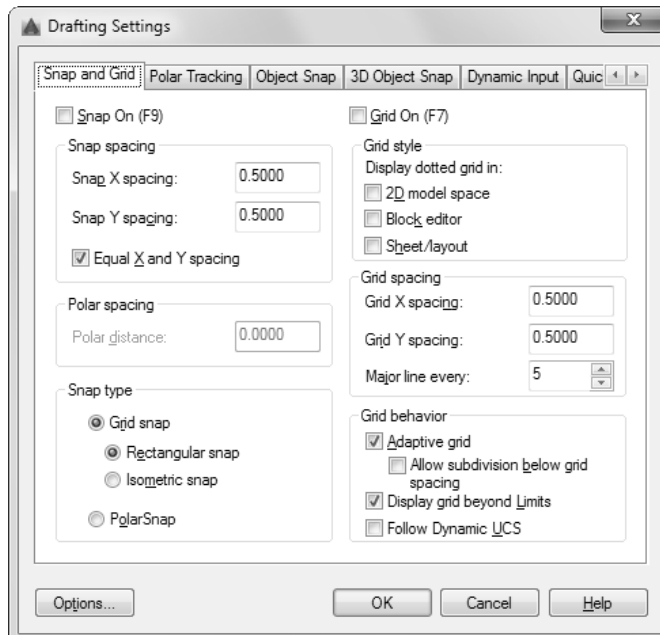 Drafting Settings
Snap and Grid Polar Tracking Object Snap 3D Object Snap Dynamic Input Quic
Snap On (F9)
Snap spacing
Snap X spacing: 0.5000
Snap Y spacing: 0.5000
Equal X and Y spacing
Polar spacing
Polar distance: 0.0000
Snap type
Grid snap
Rectangular snap
Isometric snap
PolarSnap
Grid On (F7)
Grid style
Display dotted grid in:
2D model space
Block editor
Sheet/layout
Grid spacing
Grid X spacing: 0.5000
Grid Y spacing: 0.5000
Major line every: 5
Grid behavior
Adaptive grid
Allow subdivision below grid
spacing
Display grid beyond Limits
Follow Dynamic UCS
Options... OK Cancel Help